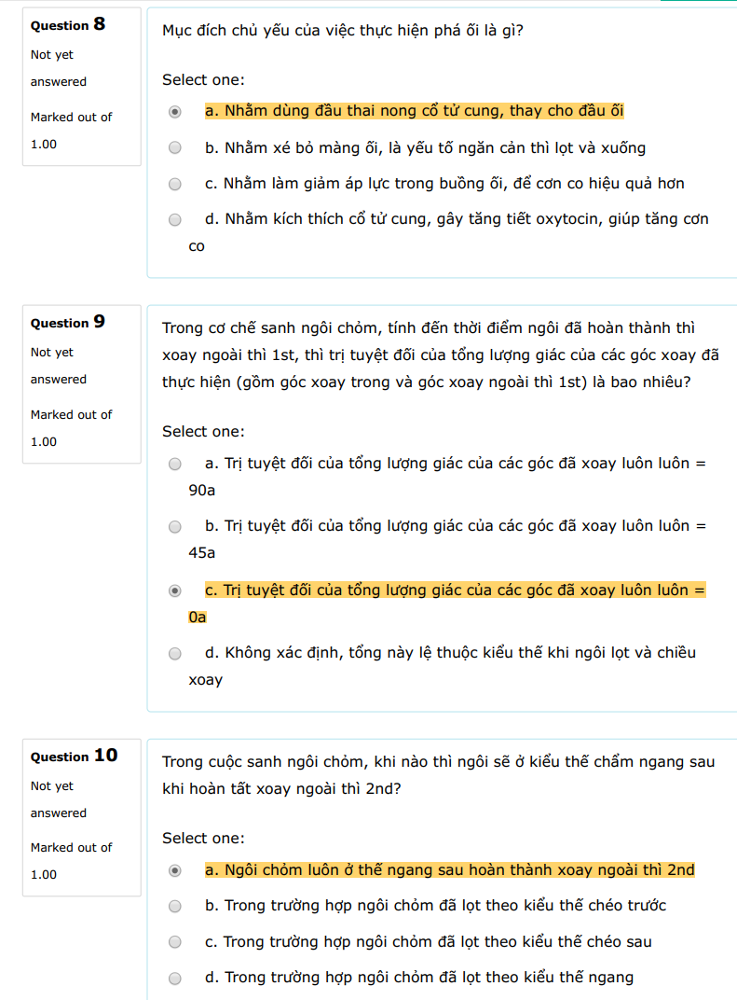 Question 8
Not yet
answered
Marked out of
1.00
Mục đích chủ yếu của việc thực hiện phá ối là gì?
Select one:
a. Nhằm dùng đầu thai nong cổ tử cung, thay cho đầu ối
b. Nhằm xé bỏ màng ối, là yếu tố ngăn cản thì lọt và xuống
c. Nhằm làm giảm áp lực trong buồng ối, để cơn co hiệu quả hơn
d. Nhằm kích thích cổ tử cung, gây tăng tiết oxytocin, giúp tăng cơn
co
Question 9
Not yet
answered
Marked out of
1.00
Trong cơ chế sanh ngôi chỏm, tính đến thời điểm ngôi đã hoàn thành thì
xoay ngoài thì 1st, thì trị tuyệt đối của tổng lượng giác của các góc xoay đã
thực hiện (gồm góc xoay trong và góc xoay ngoài thì 1st) là bao nhiêu?
Select one:
a. Trị tuyệt đối của tổng lượng giác của các góc đã xoay luôn luôn =
90a
b. Trị tuyệt đối của tổng lượng giác của các góc đã xoay luôn luôn =
45a
c. Trị tuyệt đối của tổng lượng giác của các góc đã xoay luôn luôn =
0a
d. Không xác định, tổng này lệ thuộc kiểu thế khi ngôi lọt và chiều
xoay
Question 10
Not yet
answered
Marked out of
1.00
Trong cuộc sanh ngôi chỏm, khi nào thì ngôi sẽ ở kiểu thế chẩm ngang sau
khi hoàn tất xoay ngoài thì 2nd?
Select one:
a. Ngôi chỏm luôn ở thế ngang sau hoàn thành xoay ngoài thì 2nd
b. Trong trường hợp ngôi chỏm đã lọt theo kiểu thế chéo trước
c. Trong trường hợp ngôi chỏm đã lọt theo kiểu thế chéo sau
d. Trong trường hợp ngôi chỏm đã lọt theo kiểu thế ngang